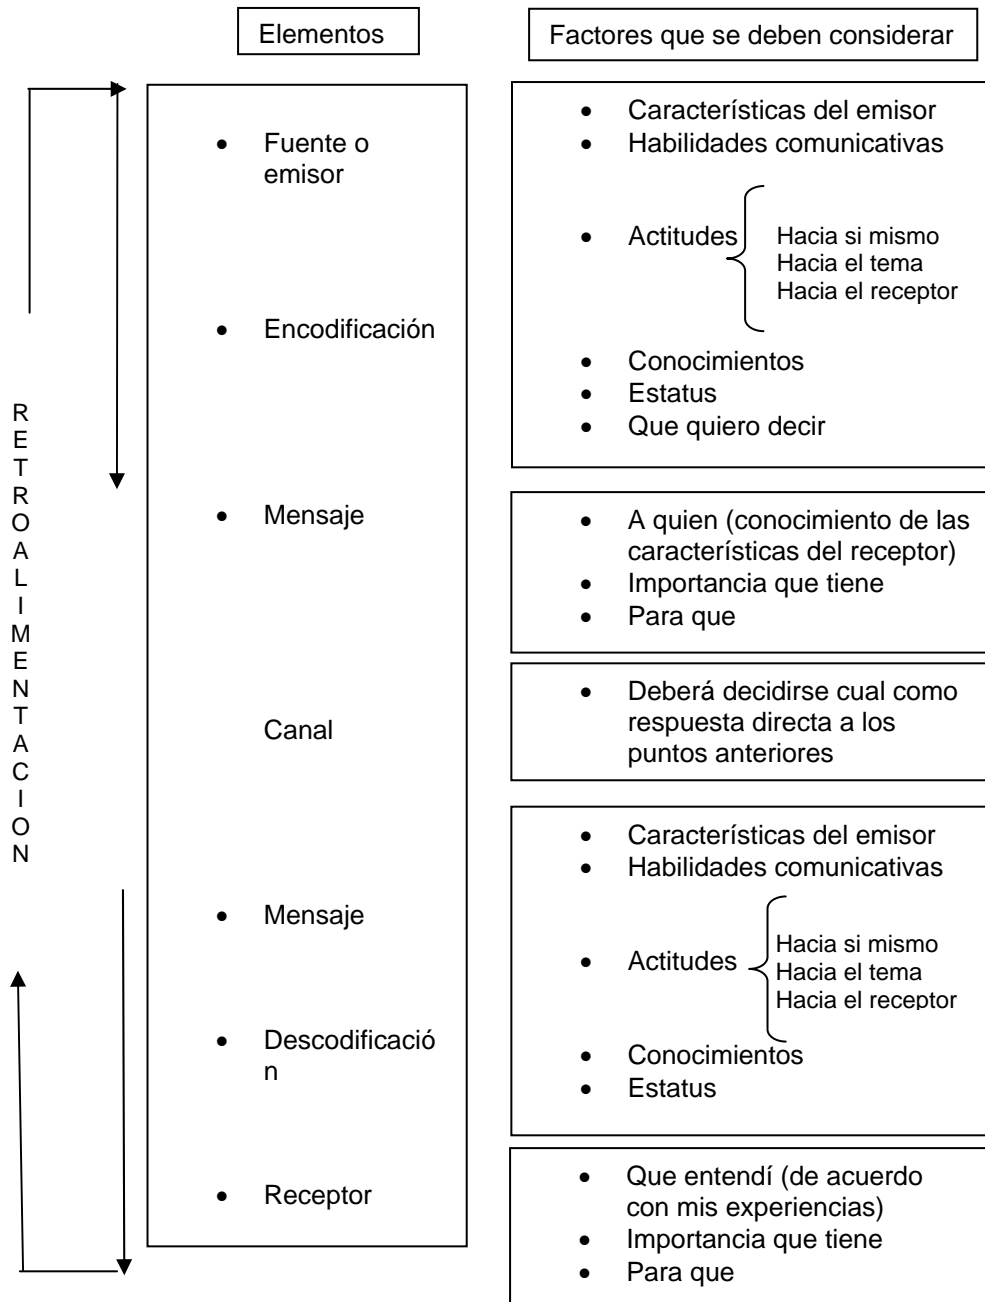 Elementos
Factores que se deben considerar
RETROALIMENTACION
• Fuente o
emisor
• Encodificación
• Mensaje
Canal
• Mensaje
• Descodificació
n
• Receptor
• Características del emisor
• Habilidades comunicativas
• Actitudes
Hacia si mismo
Hacia el tema
Hacia el receptor
• Conocimientos
• Estatus
• Que quiero decir
• A quien (conocimiento de las
características del receptor)
• Importancia que tiene
• Para que
• Deberá decidirse cual como
respuesta directa a los
puntos anteriores
• Características del emisor
• Habilidades comunicativas
• Actitudes
Hacia si mismo
Hacia el tema
Hacia el receptor
• Conocimientos
• Estatus
• Que entendí (de acuerdo
con mis experiencias)
• Importancia que tiene
• Para que